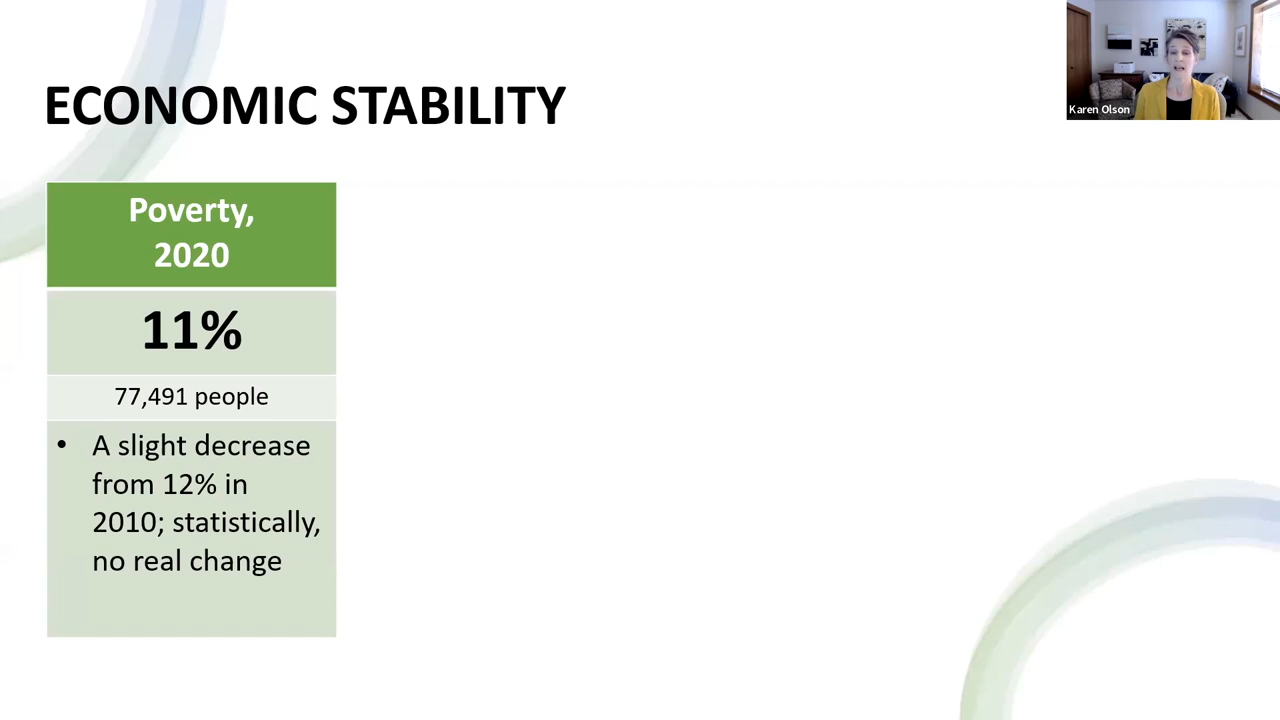 ECONOMIC STABILITY
Karen Olson
Poverty,
2020
11%
77,491 people
• A slight decrease
from 12% in
2010; statistically,
no real change